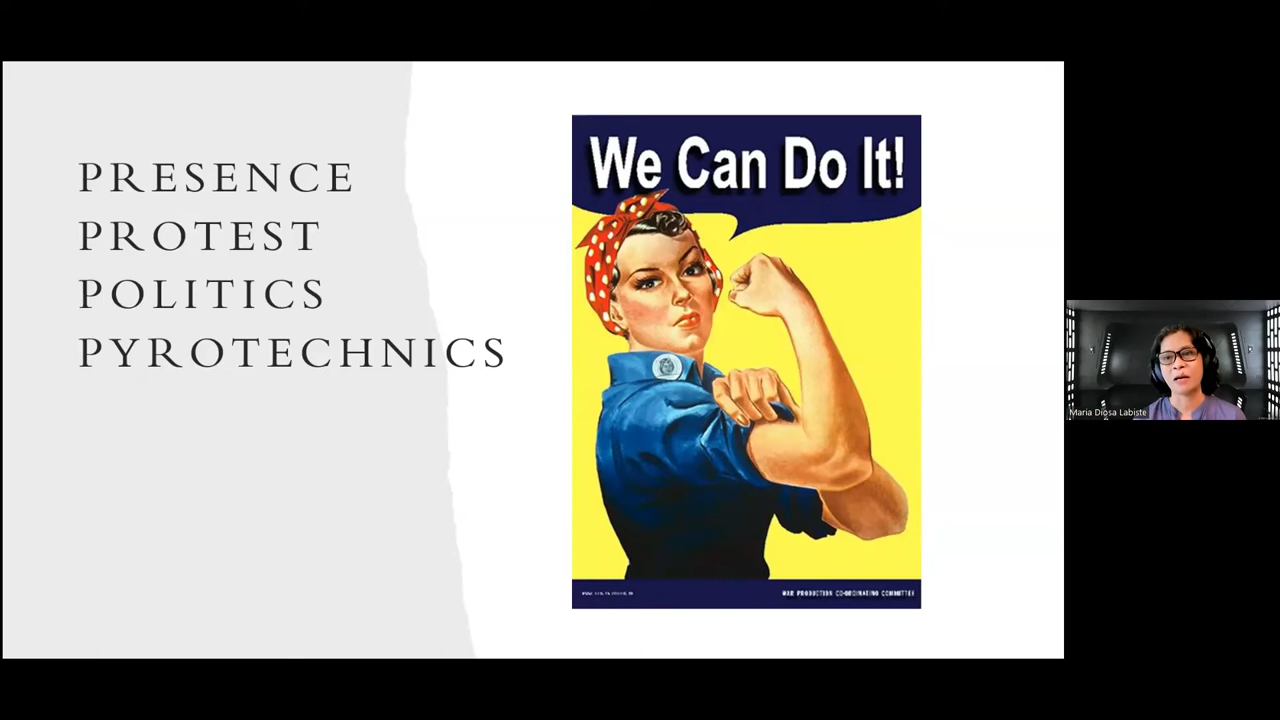 PRESENCE
PROTEST
POLITICS
PYROTECHNICS
We Can Do It!
WAR PRODUCTION CO-ORDINATING COMMITTEE
Maria Diosa Labiste